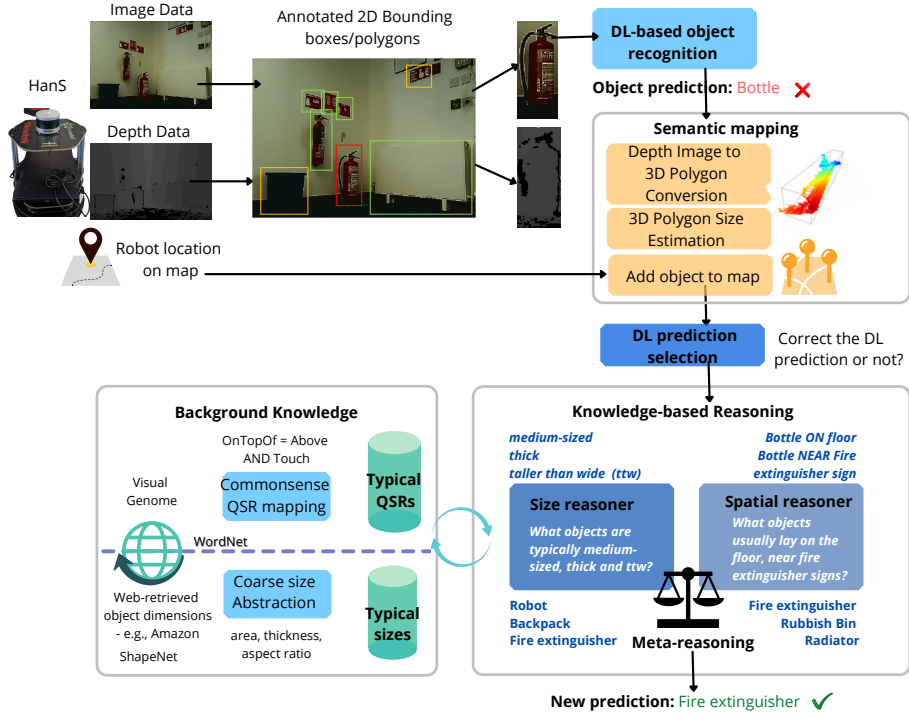 Image Data
Annotated 2D Bounding
boxes/polygons
DL-based object
recognition
HanS
Object prediction: Bottle
Depth Data
Semantic mapping
Depth Image to
3D Polygon
Conversion
3D Polygon Size
Estimation
Robot location
on map
Add object to map
DL prediction
selection
Correct the DL
prediction or not?
Background Knowledge
OnTopOf = Above
AND Touch
Commonsense
QSR mapping
Typical
QSRs
Visual
Genome
WordNet
Web-retrieved
object dimensions
- e.g., Amazon
ShapeNet
Coarse size
Abstraction
area, thickness,
aspect ratio
Typical
sizes
Knowledge-based Reasoning
medium-sized
thick
taller than wide (ttw)
Bottle ON floor
Bottle NEAR Fire
extinguisher sign
Size reasoner
What objects are
typically medium-
sized, thick and ttw?
Spatial reasoner
What objects
usually lay on the
floor, near fire
extinguisher signs?
Robot
Backpack
Fire extinguisher
Fire extinguisher
Rubbish Bin
Radiator
Meta-reasoning
New prediction: Fire extinguisher